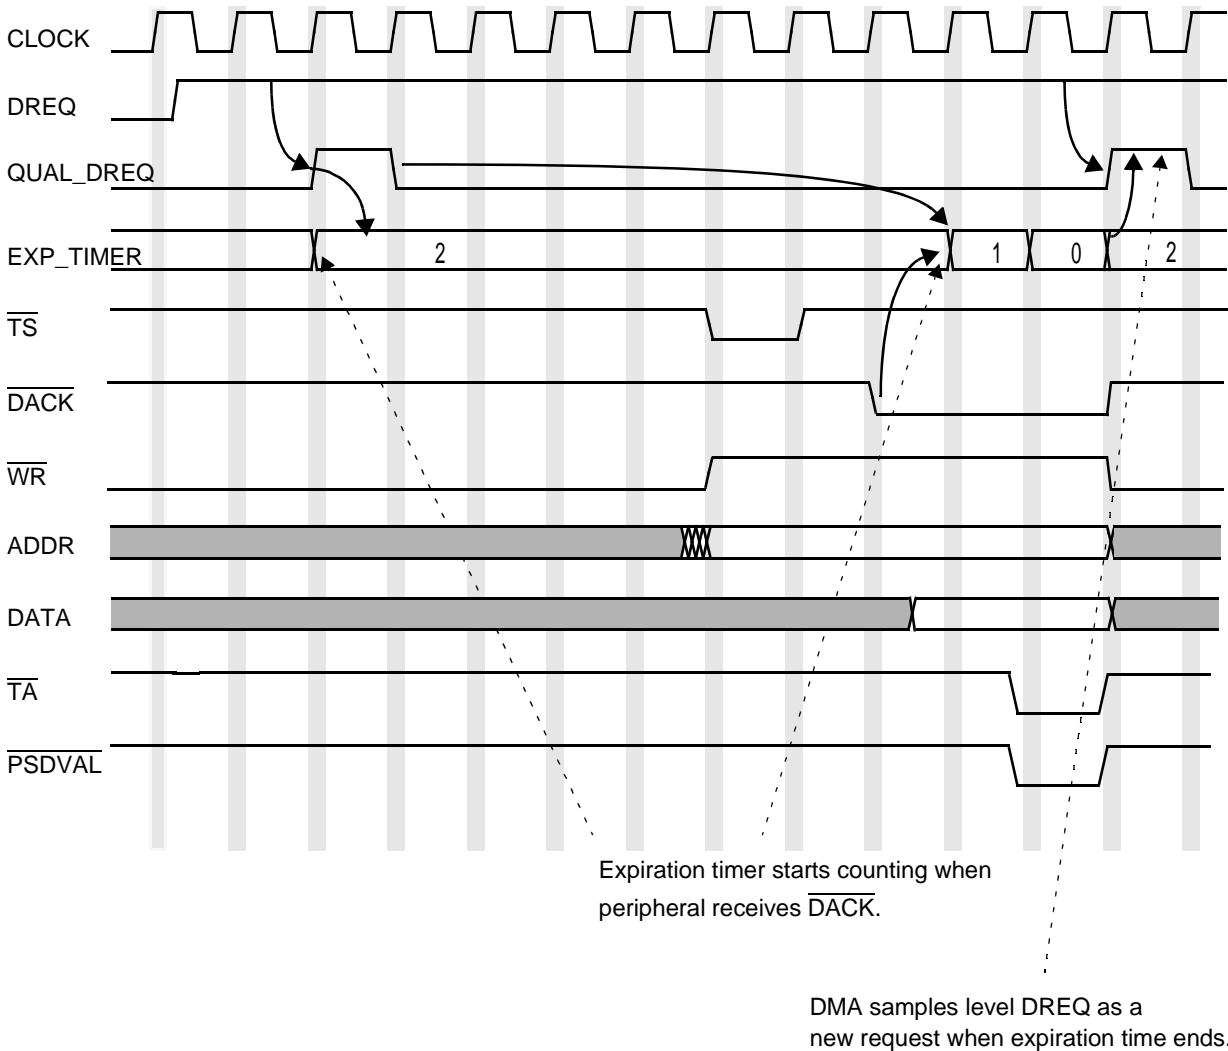 CLOCK
DREQ
QUAL_DREQ
EXP_TIMER 2 1 0 2
TS
DACK
WR
ADDR
DATA
TA
PSDVAL
Expiration timer starts counting when
peripheral receives DACK.
DMA samples level DREQ as a
new request when expiration time ends.